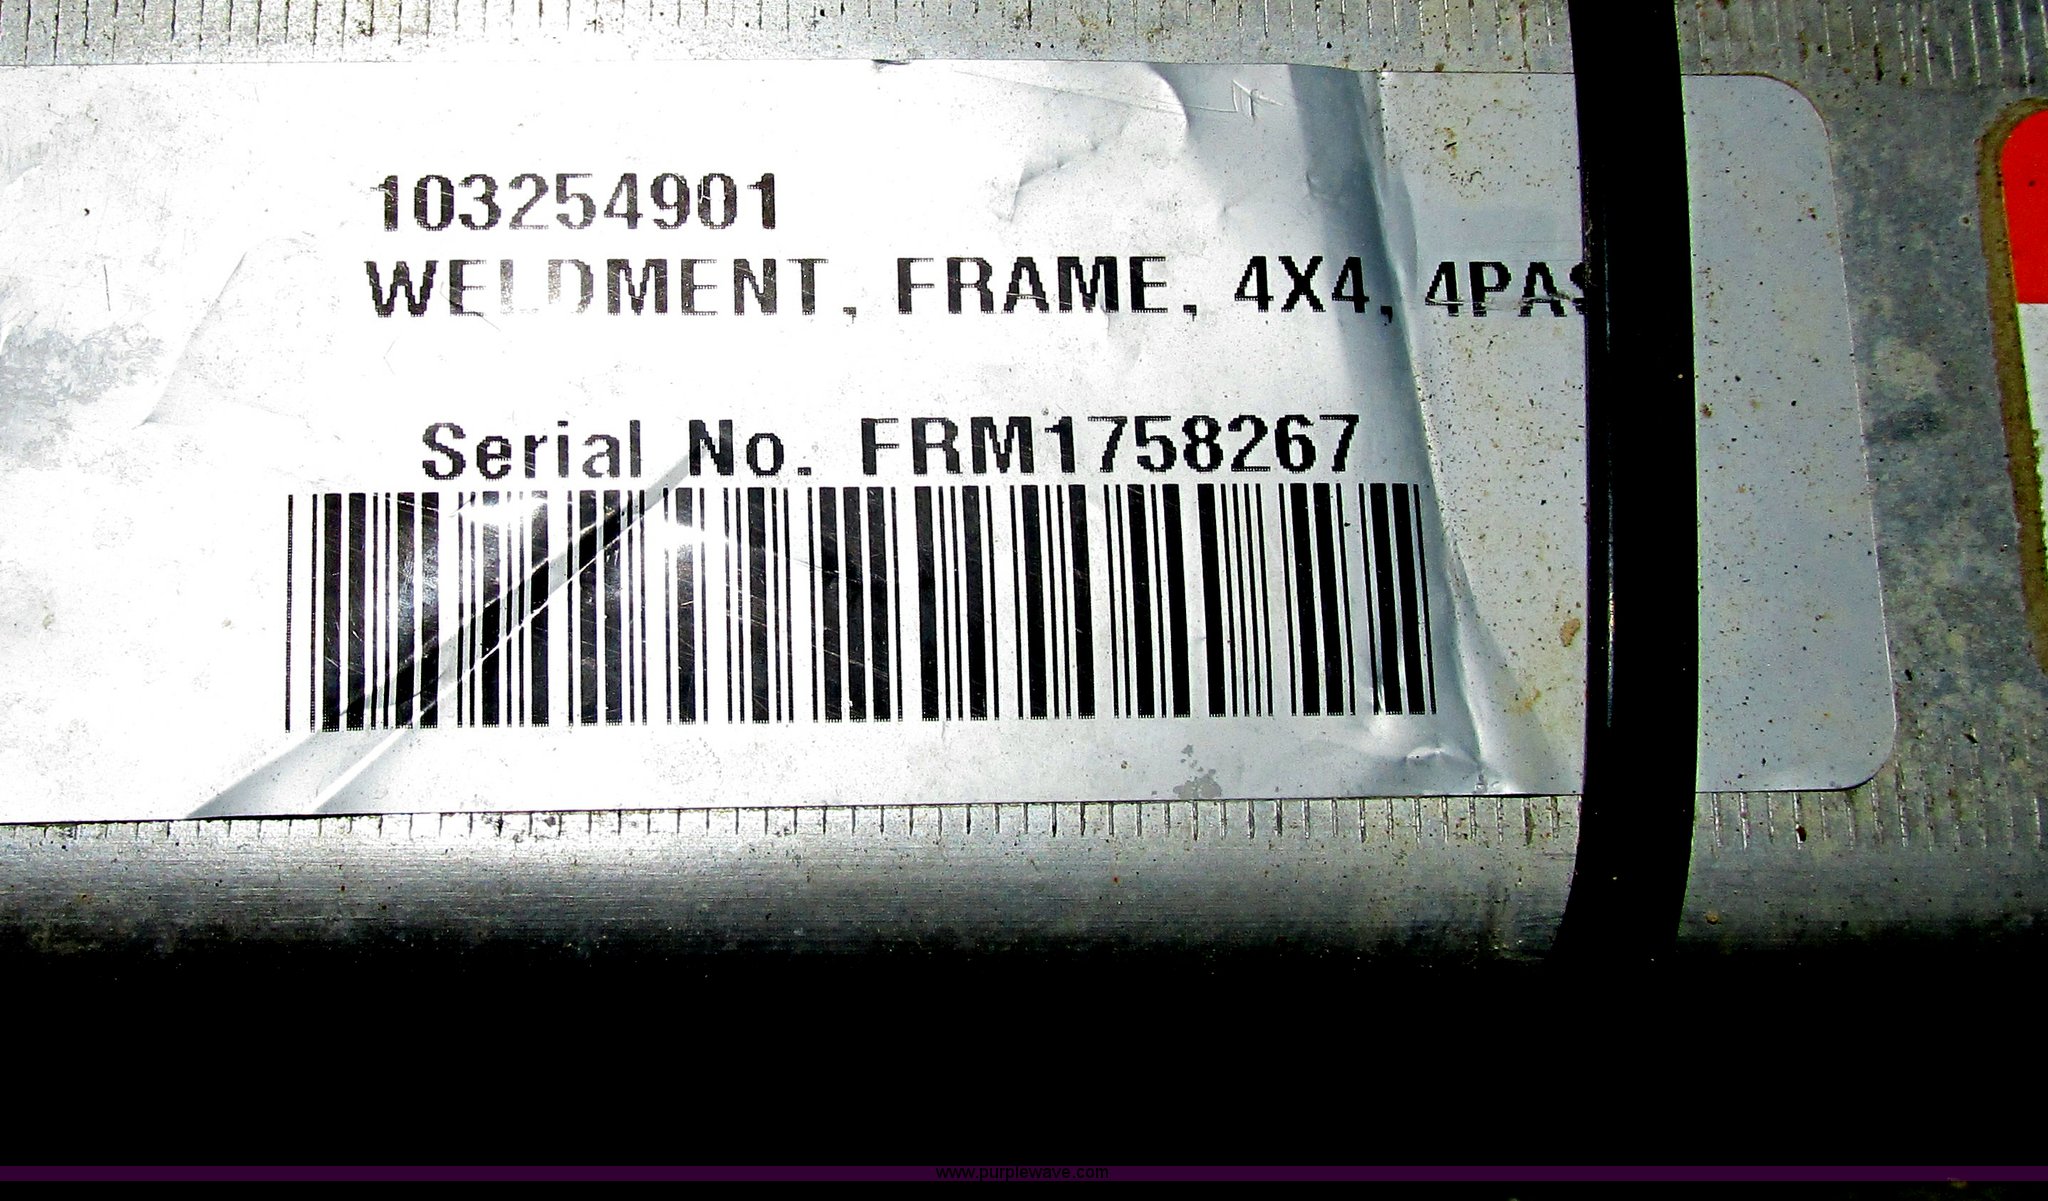 103254901
WELDMENT, FRAME, 4X4, 4PAS
Serial No. FRM1758267
www.purplewave.com